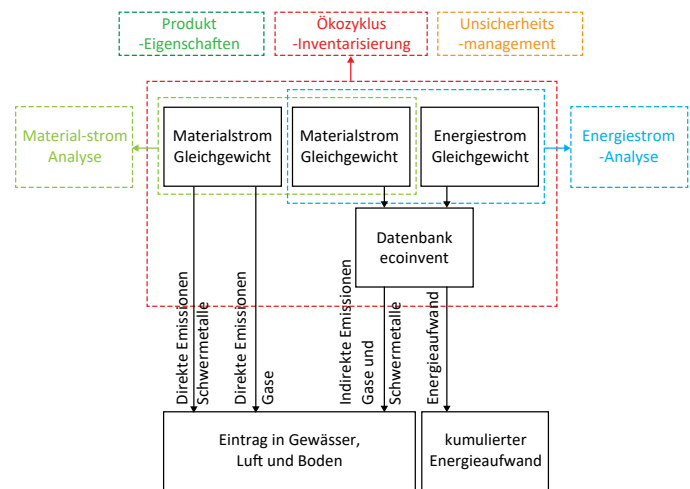 Produkt
-Eigenschaften
Ökozyklus
-Inventarisierung
Unsicherheits
-management
Material-strom
Analyse
Materialstrom
Gleichgewicht
Materialstrom
Gleichgewicht
Energiestrom
Gleichgewicht
Energiestrom
-Analyse
Datenbank
ecoinvent
Direkte Emissionen
Schwermetalle
Direkte Emissionen
Gase
Indirekte Emissionen
Gase und
Schwermetalle
Energieaufwand
Eintrag in Gewässer,
Luft und Boden
kumulierter
Energieaufwand